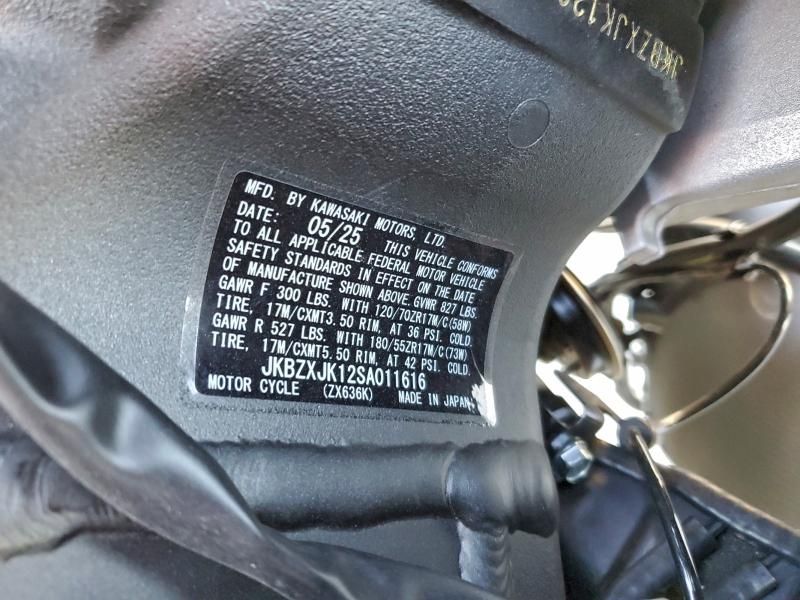 JKBZXJK12
MFD. BY KAWASAKI MOTORS, LTD.
DATE: 05/25 THIS VEHICLE CONFORMS
TO ALL APPLICABLE FEDERAL MOTOR VEHICLE
SAFETY STANDARDS IN EFFECT ON THE DATE
OF MANUFACTURE SHOWN ABOVE. GVWR 827 LBS.
GAWR F 300 LBS. WITH 120/70ZR17M/C(58W)
TIRE, 17M/CXMT3.50 RIM, AT 36 PSI. COLD.
GAWR R 527 LBS. WITH 180/55ZR17M/C(73W)
TIRE, 17M/CXMT5.50 RIM, AT 42 PSI. COLD.
JKBZXJK12SA011616
MOTOR CYCLE (ZX636K) MADE IN JAPAN